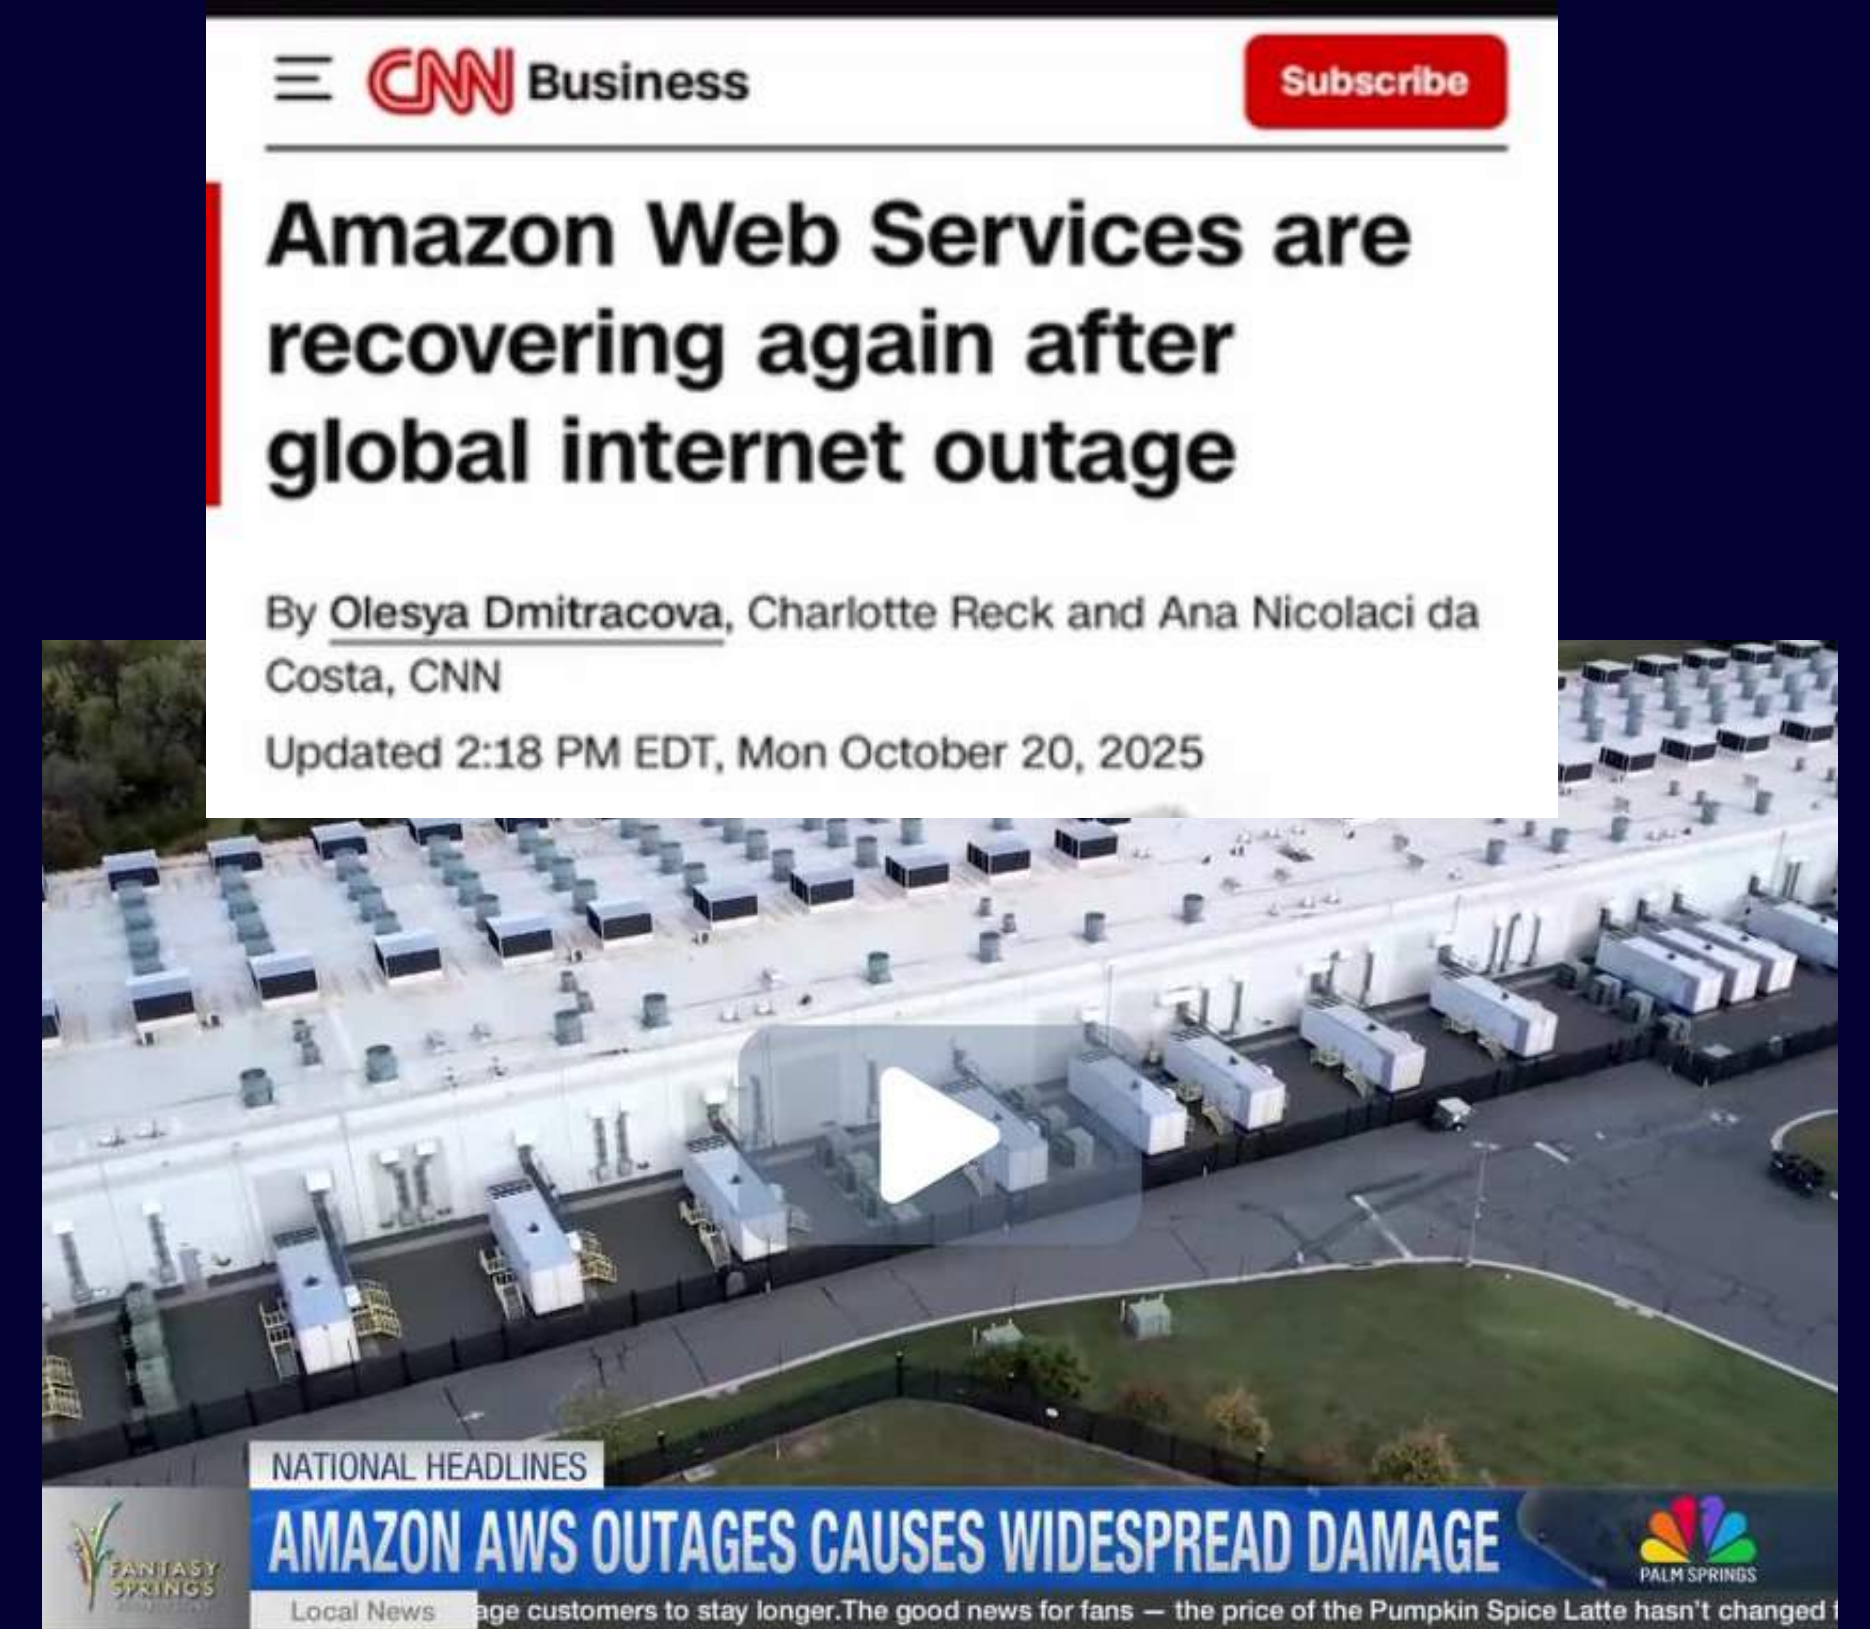 CNN Business
Subscribe
Amazon Web Services are
recovering again after
global internet outage
By Olesya Dmitracova, Charlotte Reck and Ana Nicolaci da
Costa, CNN
Updated 2:18 PM EDT, Mon October 20, 2025
NATIONAL HEADLINES
AMAZON AWS OUTAGES CAUSES WIDESPREAD DAMAGE
FANTASY
SPRINGS
PALM SPRINGS
Local News
age customers to stay longer.The good news for fans — the price of the Pumpkin Spice Latte hasn't changed